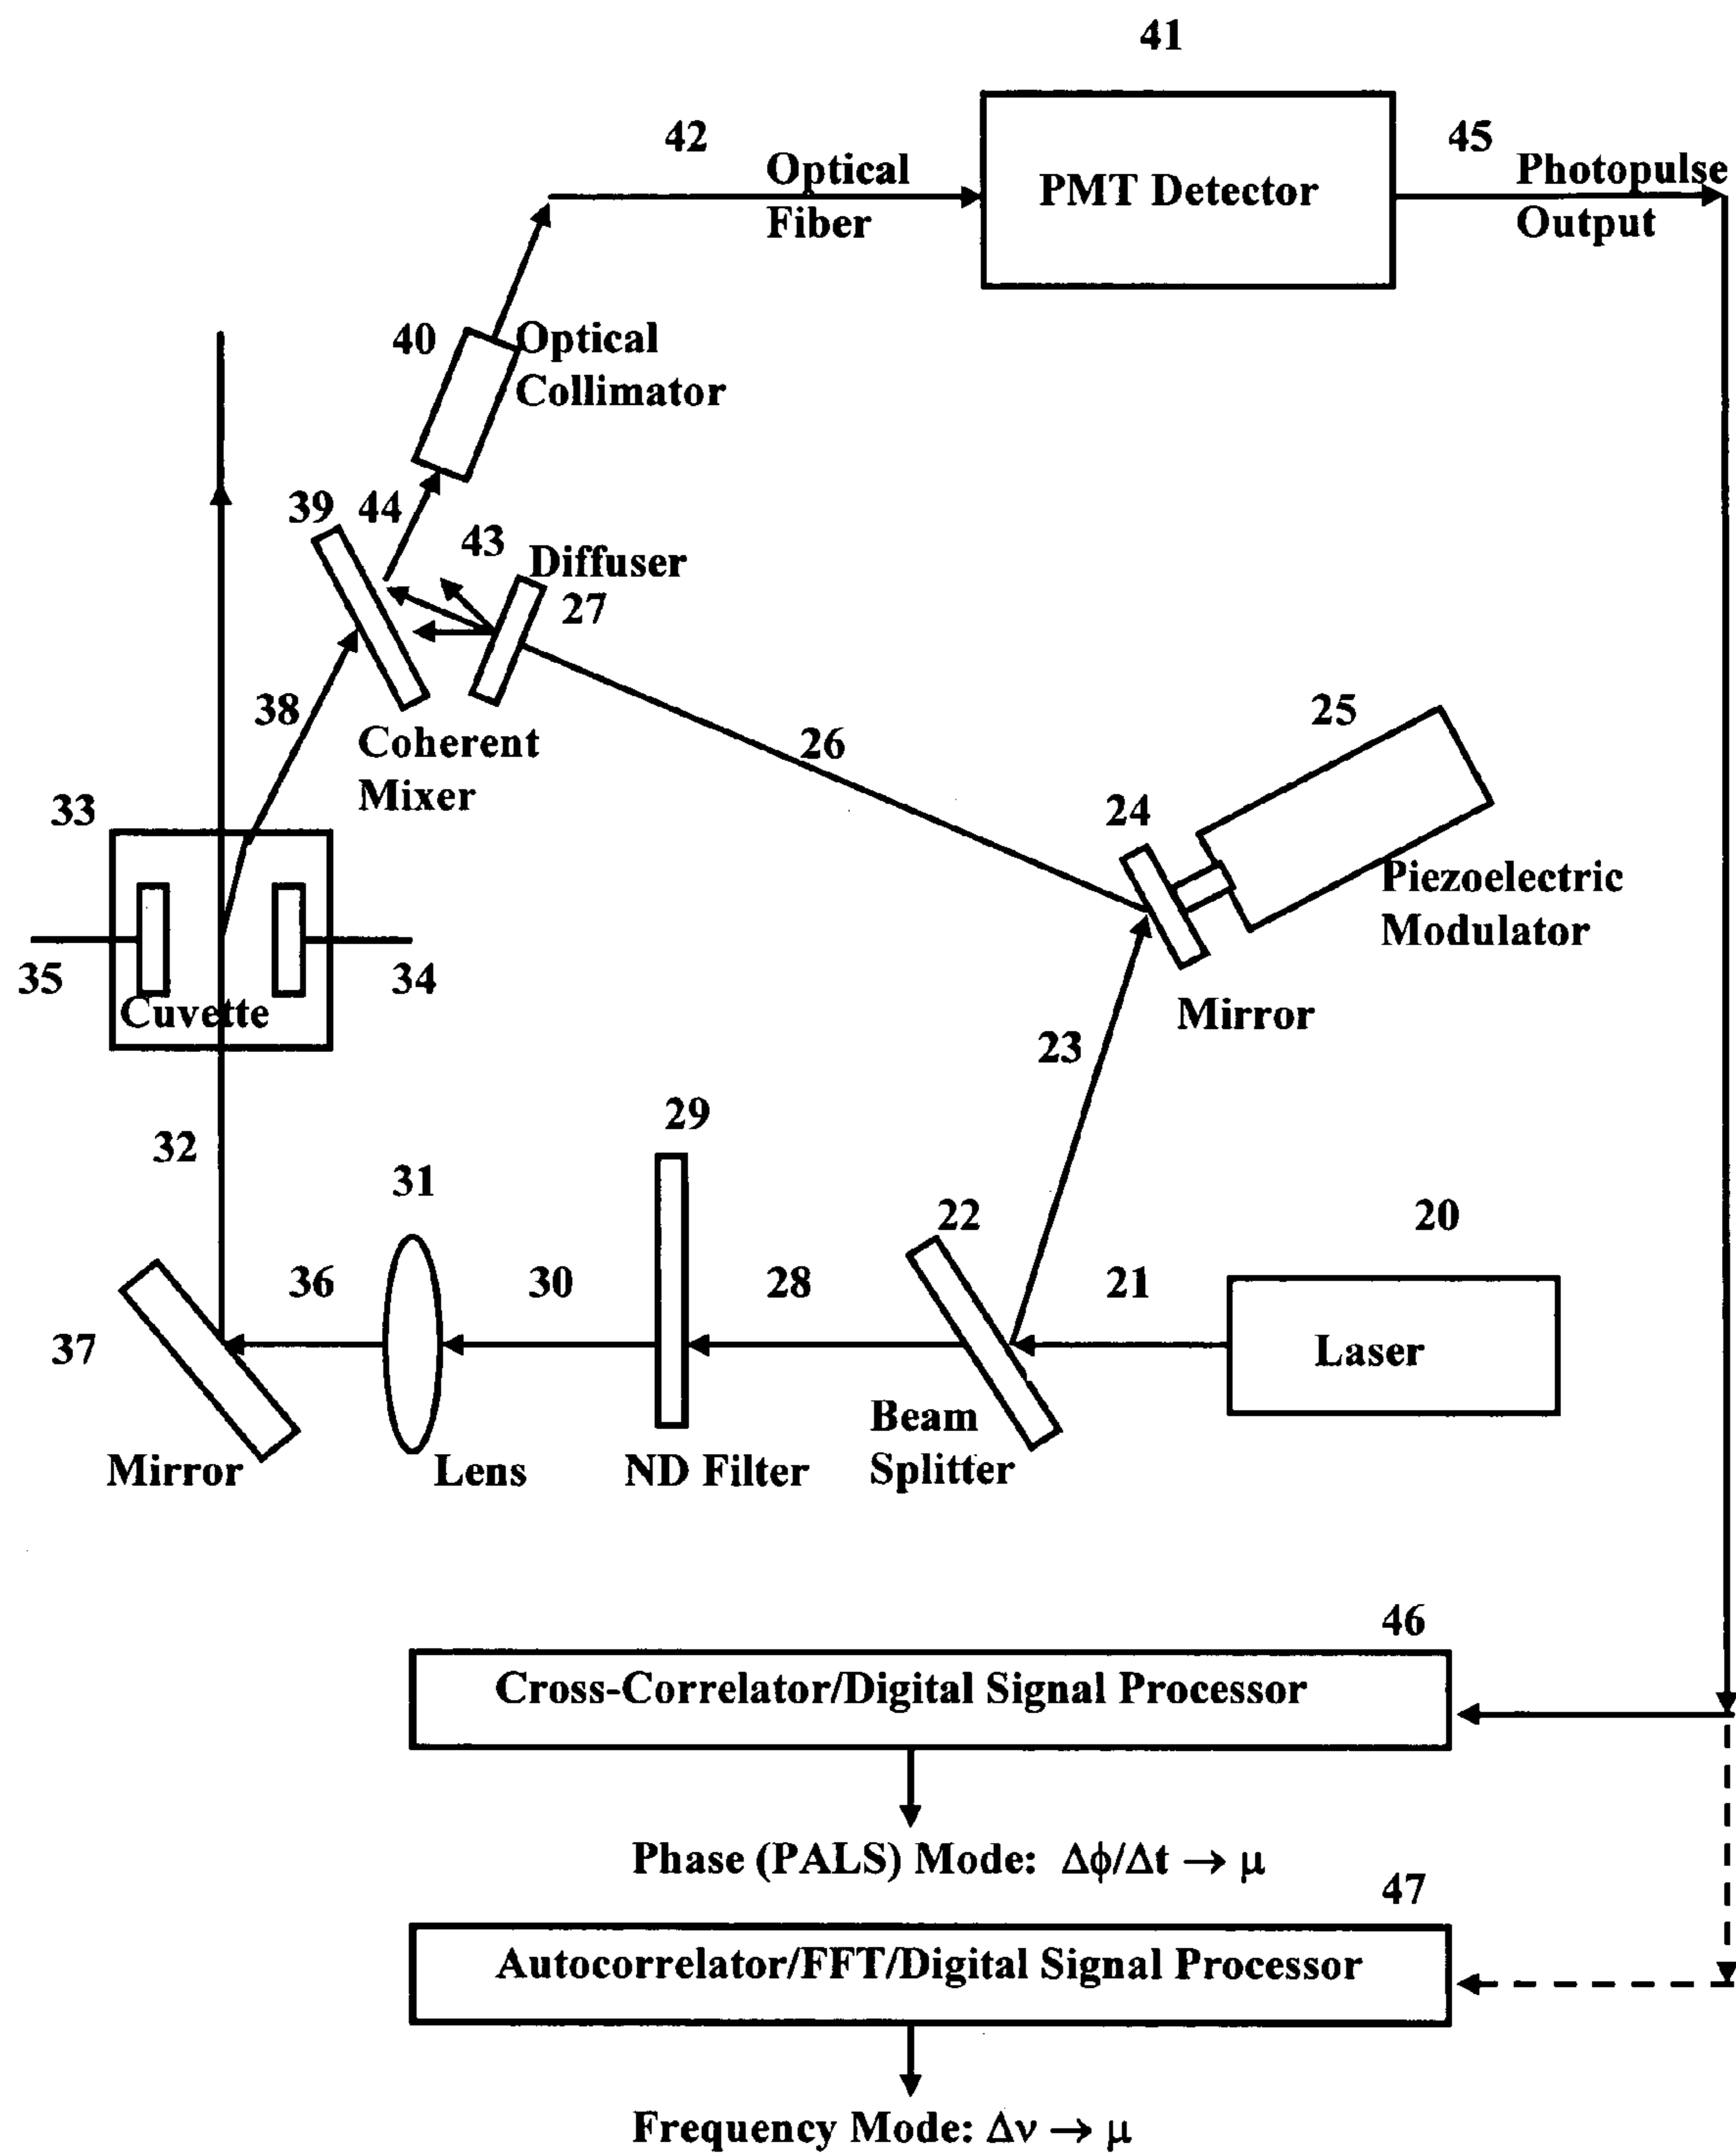 41
42
Optical
Fiber
PMT Detector
45
Photopulse
Output
40
Optical
Collimator
39
44
43
Diffuser
27
38
Coherent
Mixer
26
25
24
Piezoelectric
Modulator
33
35
34
Cuvette
Mirror
23
32
29
31
22
20
36
30
28
21
37
Laser
Mirror
Lens
ND Filter
Beam
Splitter
46
Cross-Correlator/Digital Signal Processor
Phase (PALS) Mode: Δϕ/Δt → μ
47
Autocorrelator/FFT/Digital Signal Processor
Frequency Mode: Δν → μ